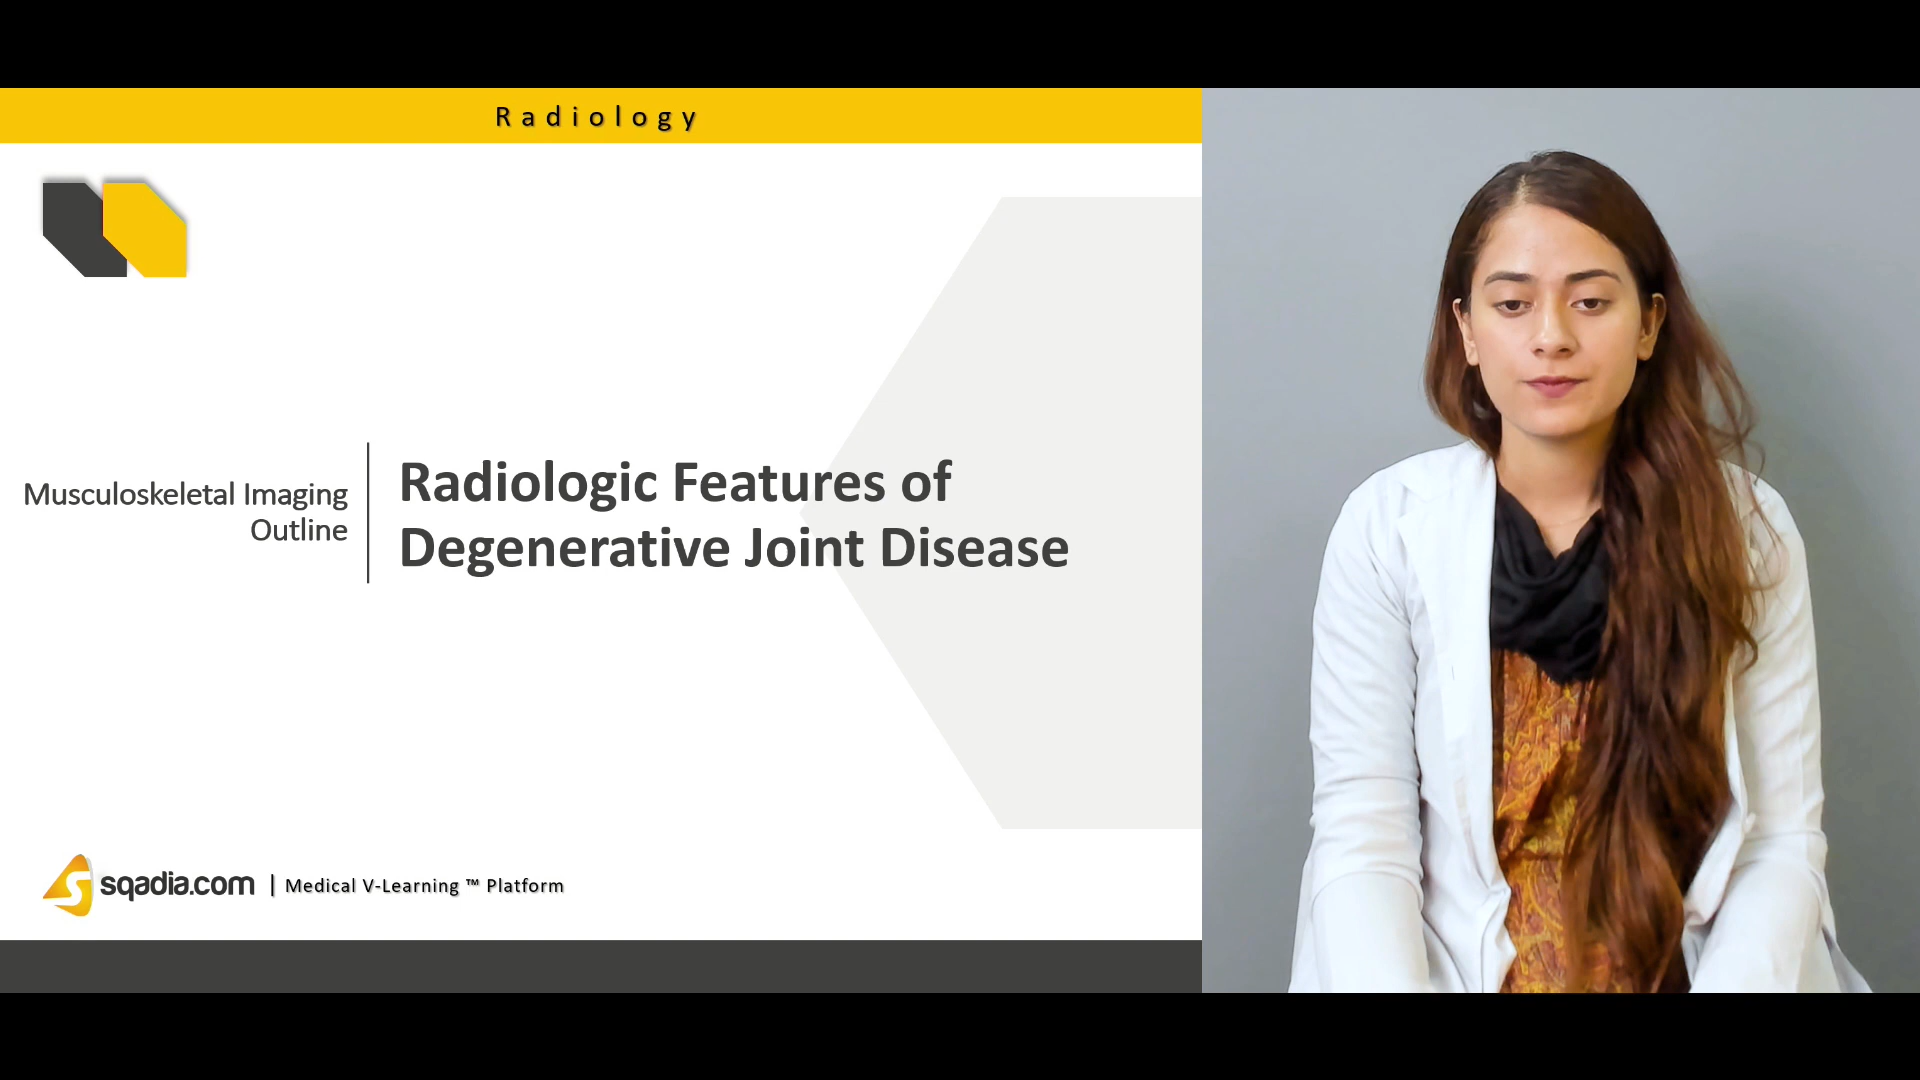 Radiology
Musculoskeletal Imaging
Outline
Radiologic Features of
Degenerative Joint Disease
sqadia.com | Medical V-Learning ™ Platform